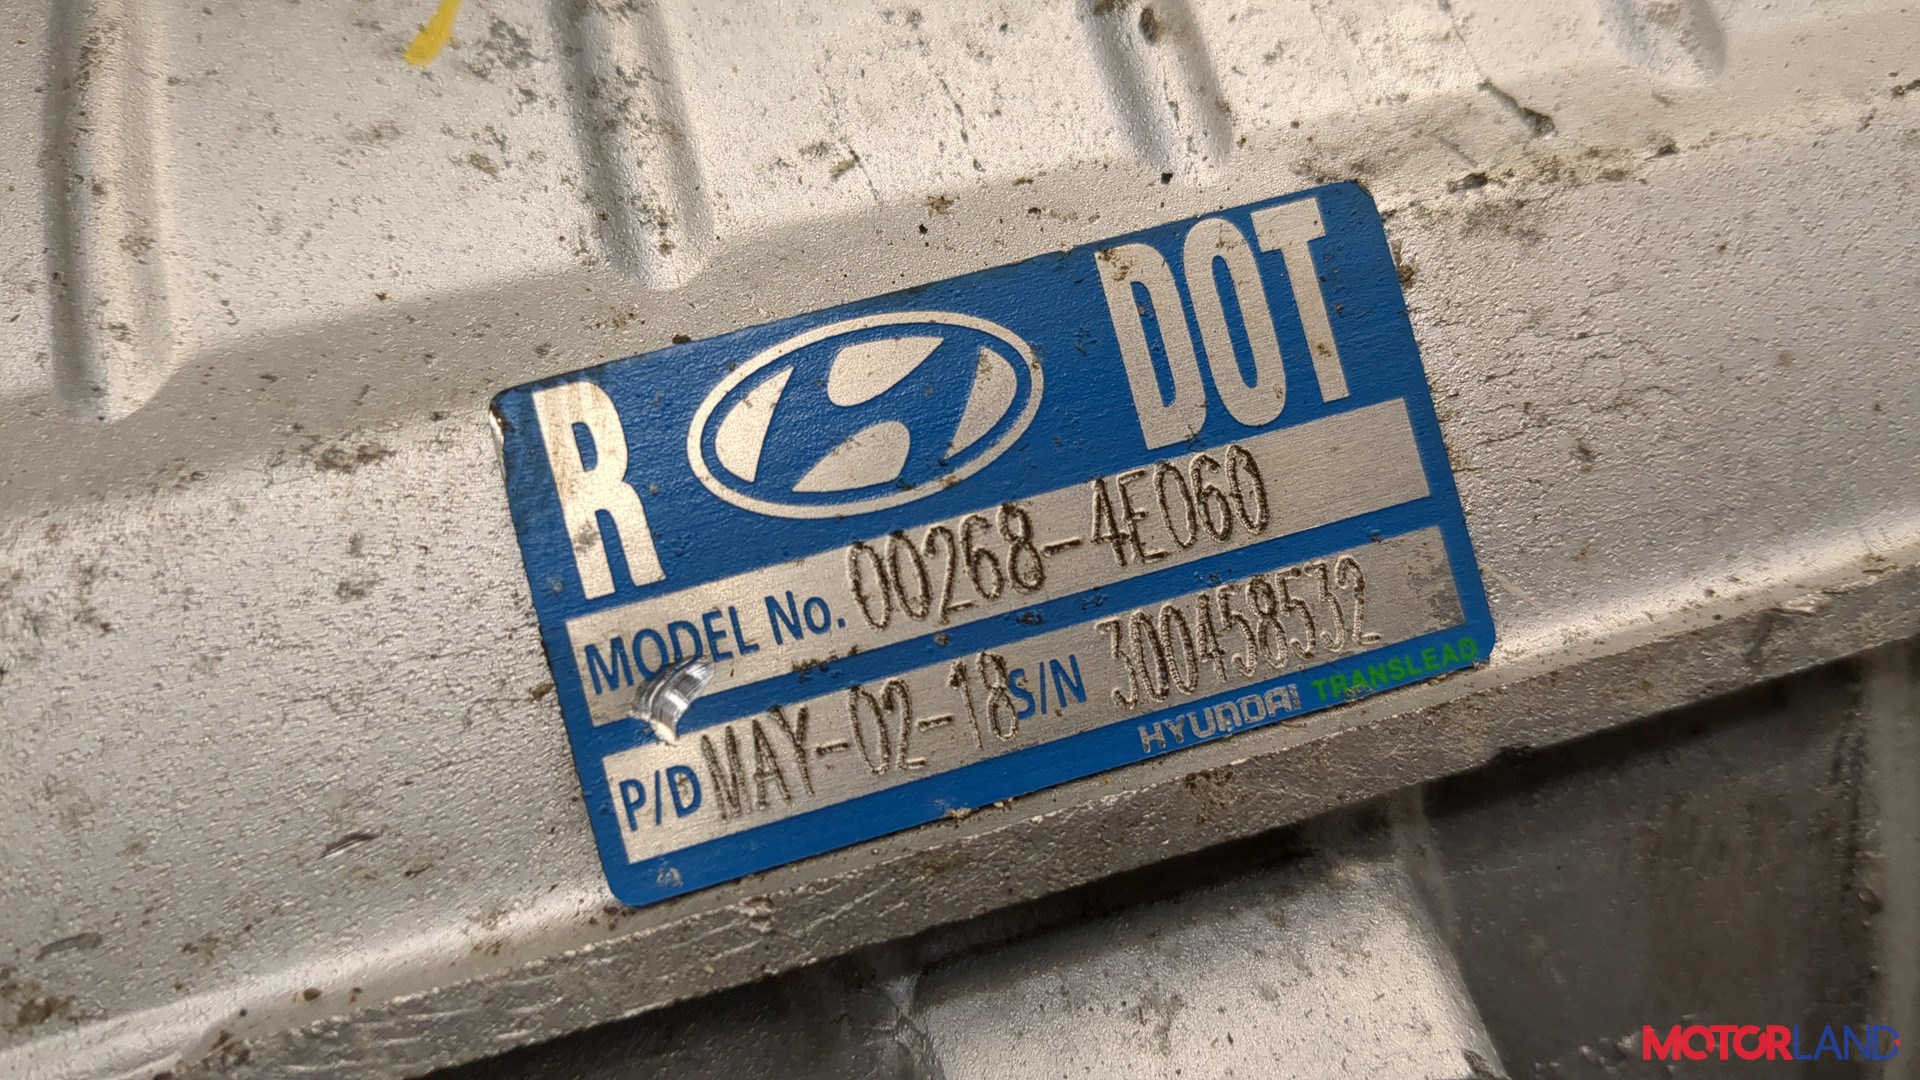 R DOT
MODEL No. 00268-4E060
P/D MAY-02-18 S/N 300458532
HYUNDAI TRANSLEAD
MOTORLAND